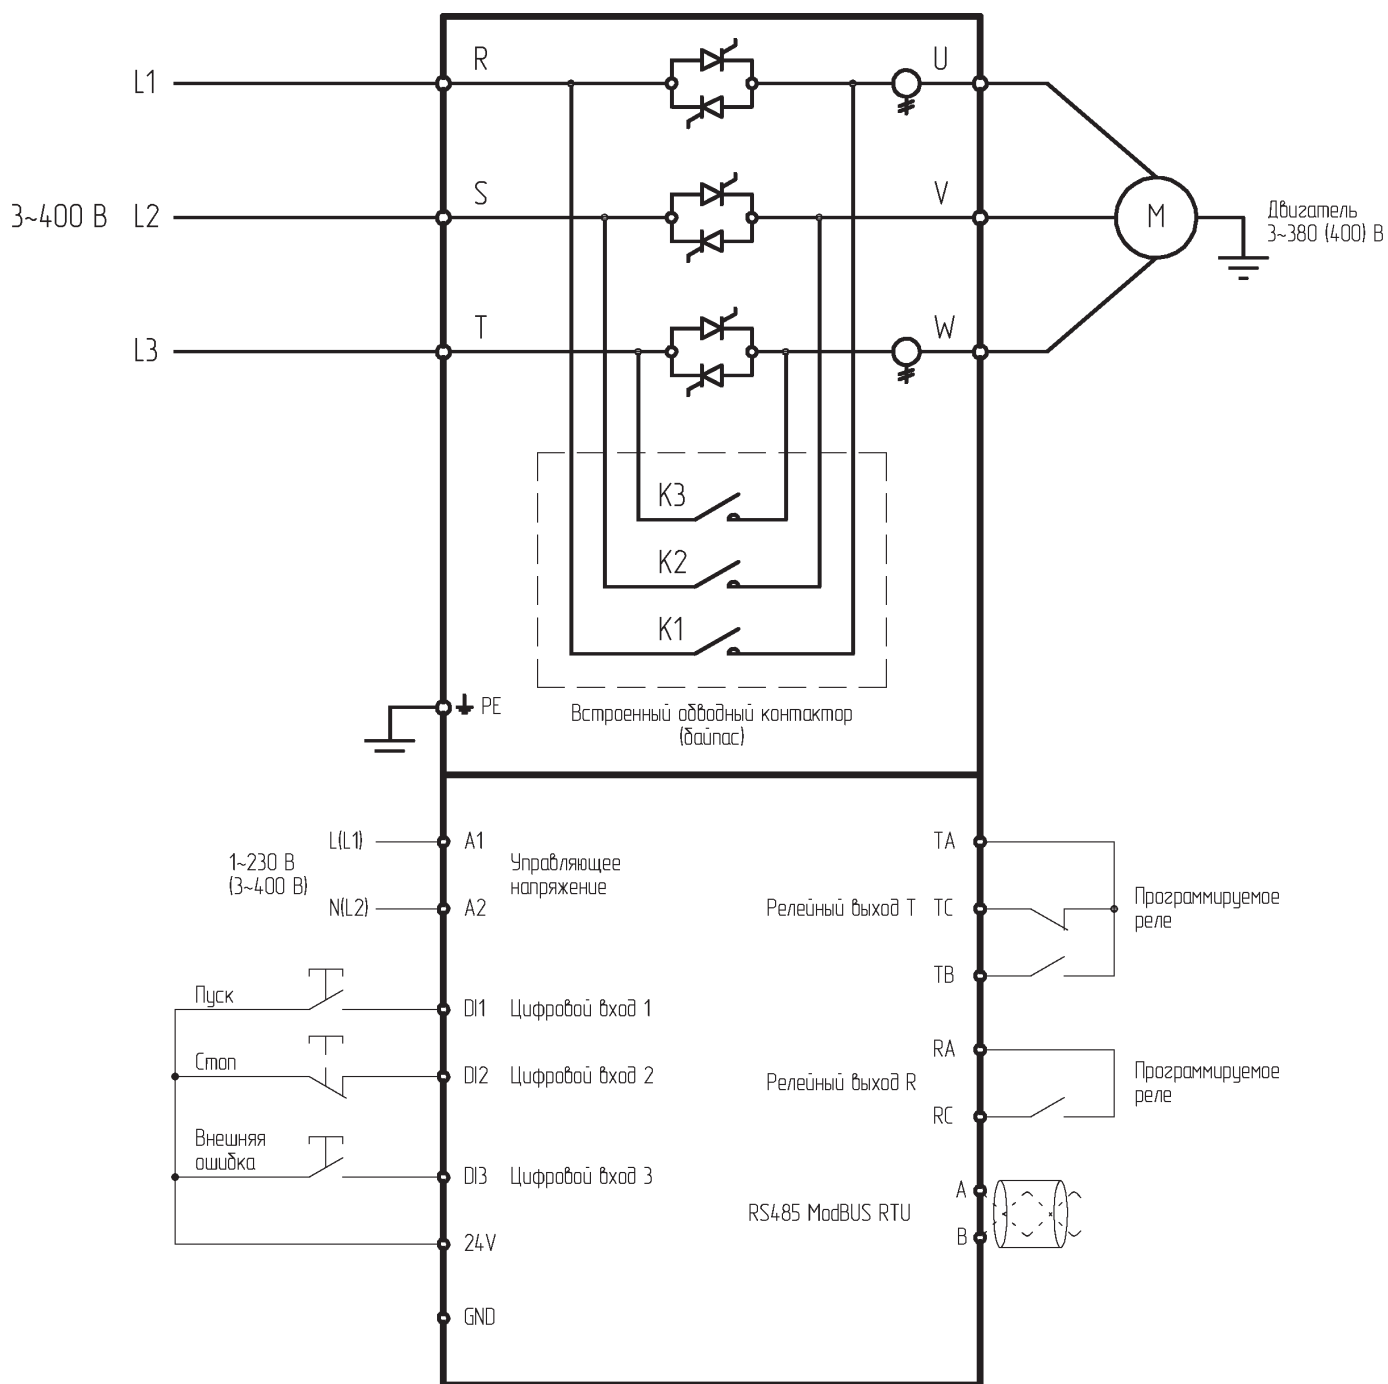 R
U
L1
S
V
3~400 В
L2
M
Двигатель
3~380 (400) В
T
W
L3
K3
K2
K1
PE
Встроенный обводный контактор
(байпас)
L(L1)
A1
TA
1~230 В
(3~400 В)
Управляющее
напряжение
N(L2)
A2
Релейный выход T
TC
Программируемое
реле
TB
Пуск
DI1
Цифровой вход 1
RA
Стоп
DI2
Цифровой вход 2
Релейный выход R
Программируемое
реле
RC
Внешняя
ошибка
DI3
Цифровой вход 3
A
RS485 ModBUS RTU
B
24V
GND